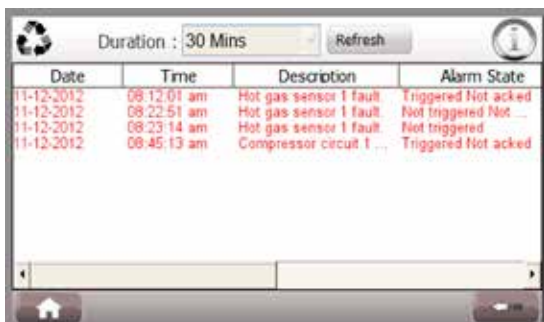 Duration : 30 Mins Refresh
Date Time Description Alarm State
11-12-2012 08:12:01 am Hot gas sensor 1 fault. Triggered Not acked
11-12-2012 08:22:51 am Hot gas sensor 1 fault. Not triggered Not ...
11-12-2012 08:23:14 am Hot gas sensor 1 fault. Not triggered
11-12-2012 08:45:13 am Compressor circuit 1 ... Triggered Not acked